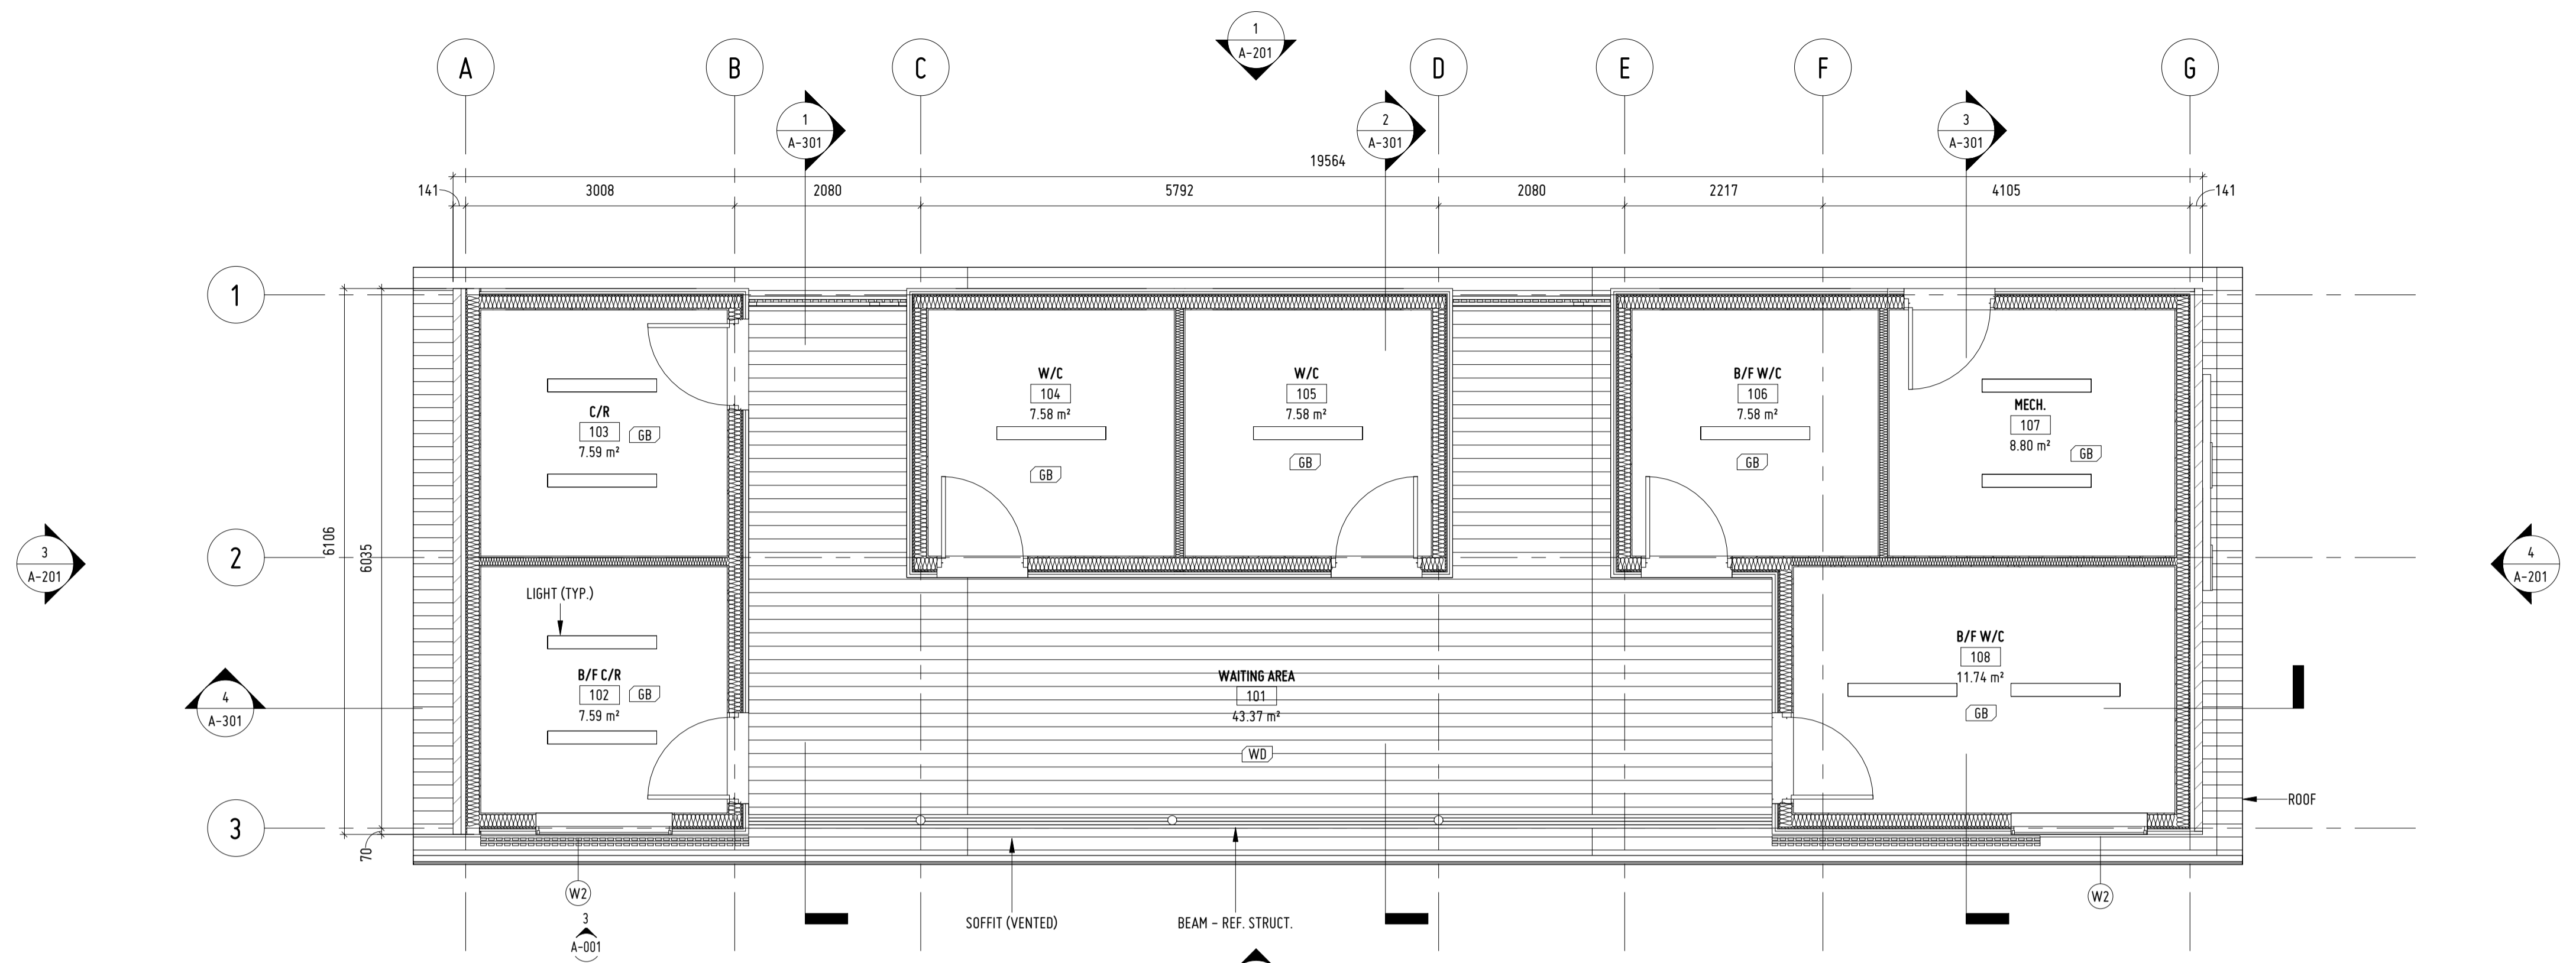 1
A-201
A
B
C
D
E
F
G
1
A-301
2
A-301
3
A-301
19564
141
3008
2080
5792
2080
2217
4105
141
1
2
3
6106
6035
70
3
A-201
4
A-201
4
A-301
C/R
103
7.59 m²
GB
LIGHT (TYP.)
B/F C/R
102
7.59 m²
GB
W/C
104
7.58 m²
GB
W/C
105
7.58 m²
GB
B/F W/C
106
7.58 m²
GB
MECH.
107
8.80 m²
GB
WAITING AREA
101
43.37 m²
WD
B/F W/C
108
11.74 m²
GB
ROOF
W2
W2
3
A-001
SOFFIT (VENTED)
BEAM - REF. STRUCT.